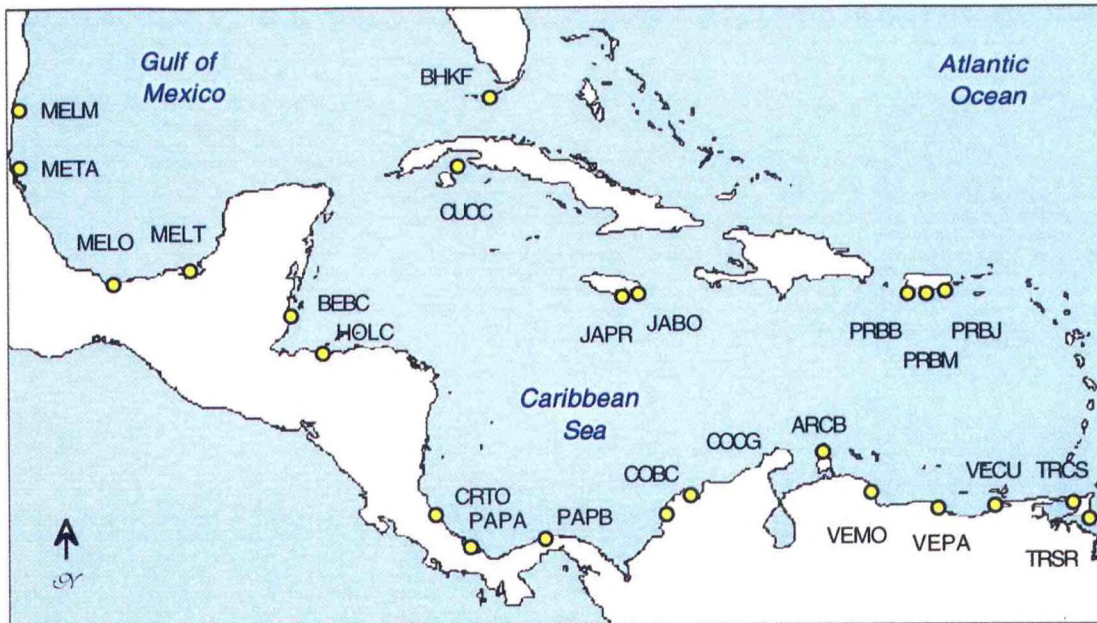 Gulf of
Mexico
BHKF
Atlantic
Ocean
MELM
META
CUCC
MELO
MELT
BEBC
HOLC
JAPR
JABO
PRBB
PRBJ
PRBM
Caribbean
Sea
ARCB
COCG
COBC
VECU
TRCS
CRTO
PAPA
PAPB
VEMO
VEPA
TRSR
N